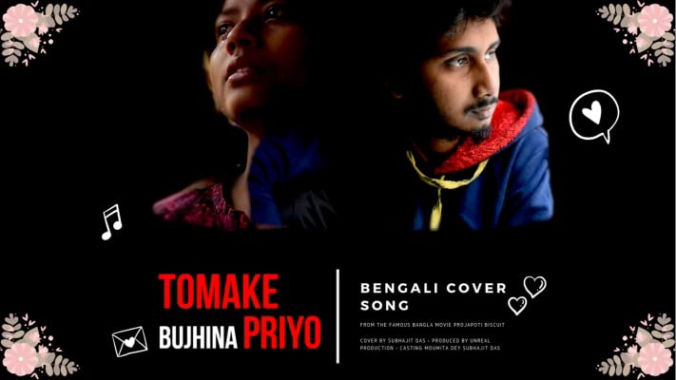 TOMAKE
BUJHINA PRIYO
BENGALI COVER
SONG
FROM THE FAMOUS BANGLA MOVIE PROJAPOTI BISCUIT
COVER BY SUBHAJIT DAS - PRODUCED BY UNREAL
PRODUCTION - CASTING MOUMITA DEY SUBHAJIT DAS